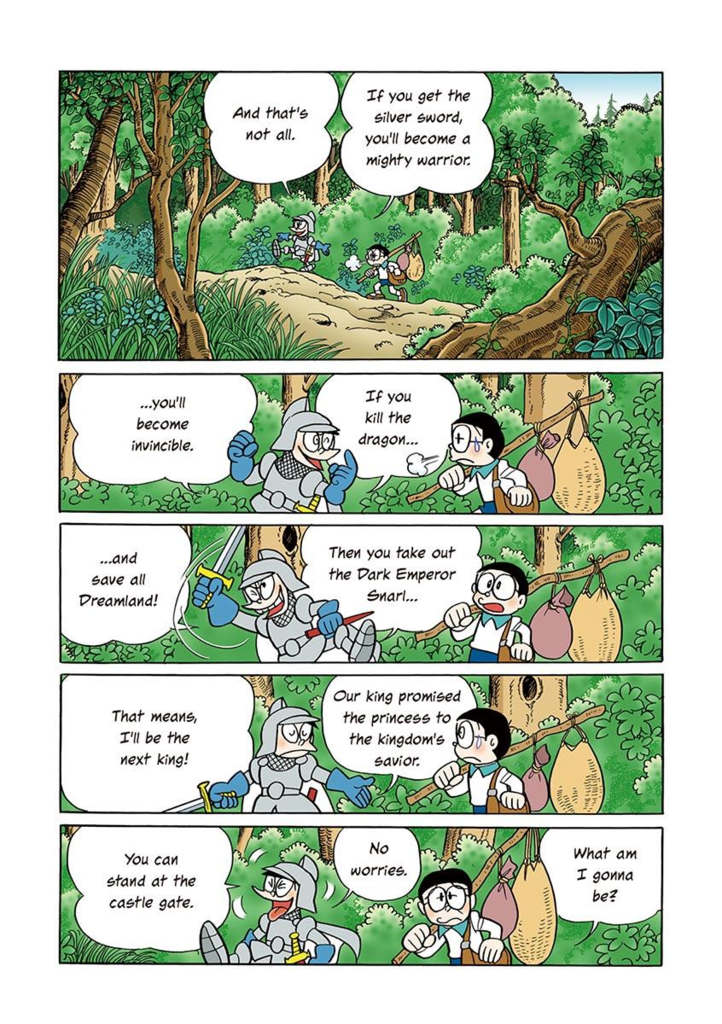 If you get the
silver sword,
you'll become a
mighty warrior.
And that's
not all.
If you
kill the
dragon...
...you'll
become
invincible.
Then you take out
the Dark Emperor
Snarl...
...and
save all
Dreamland!
Our king promised
the princess to
the kingdom's
savior.
That means,
I'll be the
next king!
What am
I gonna
be?
No
worries.
You can
stand at the
castle gate.